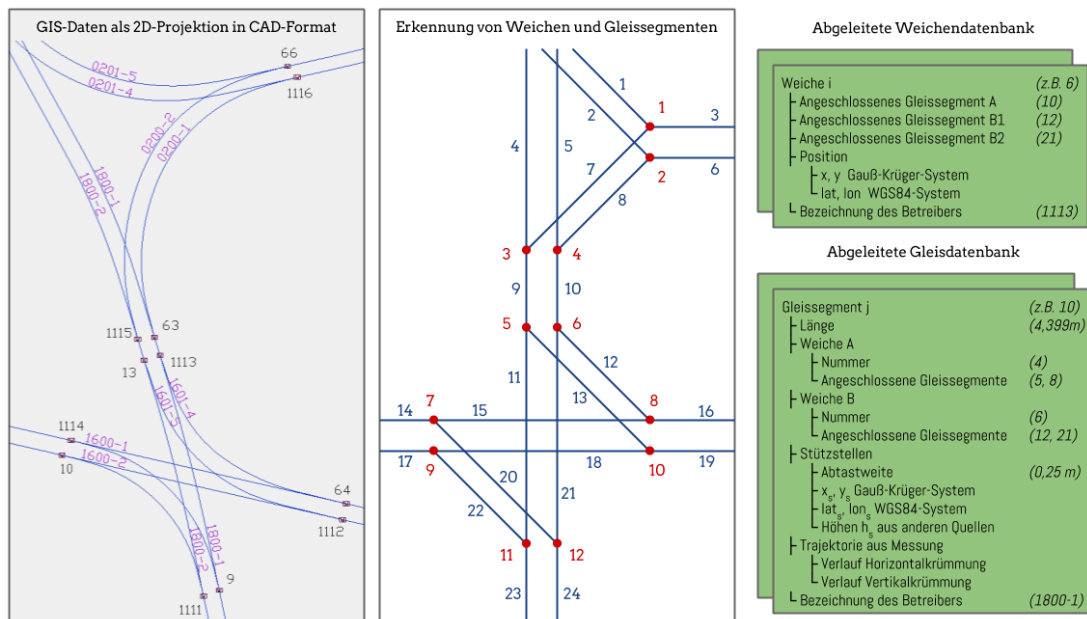 GIS-Daten als 2D-Projektion in CAD-Format
66
0201-5
0201-4
1116
0200-2
0200-1
1800-1
1800-2
1115
63
13
1113
1601-4
1601-5
1114
1600-1
1600-2
10
64
1112
1800-1
1800-2
9
1111
Erkennung von Weichen und Gleissegmenten
1
1
2
3
4
5
7
2
6
8
3
4
9
10
5
6
12
11
13
7
8
14
15
16
17
9
18
10
19
20
21
22
11
12
23
24
Abgeleitete Weichendatenbank
Weiche i (z.B. 6)
Angeschlossenes Gleissegment A (10)
Angeschlossenes Gleissegment B1 (12)
Angeschlossenes Gleissegment B2 (21)
Position
x, y Gauß-Krüger-System
lat, lon WGS84-System
Bezeichnung des Betreibers (1113)
Abgeleitete Gleisdatenbank
Gleissegment j (z.B. 10)
Länge (4,399m)
Weiche A
Nummer (4)
Angeschlossene Gleissegmente (5, 8)
Weiche B
Nummer (6)
Angeschlossene Gleissegmente (12, 21)
Stützstellen
Abtastweite (0,25 m)
xs, ys Gauß-Krüger-System
lats, lons WGS84-System
Höhen hs aus anderen Quellen
Trajektorie aus Messung
Verlauf Horizontalkrümmung
Verlauf Vertikalkrümmung
Bezeichnung des Betreibers (1800-1)